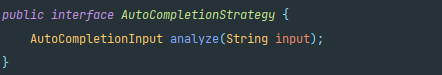 public interface AutoCompletionStrategy {
    AutoCompletionInput analyze(String input);
}